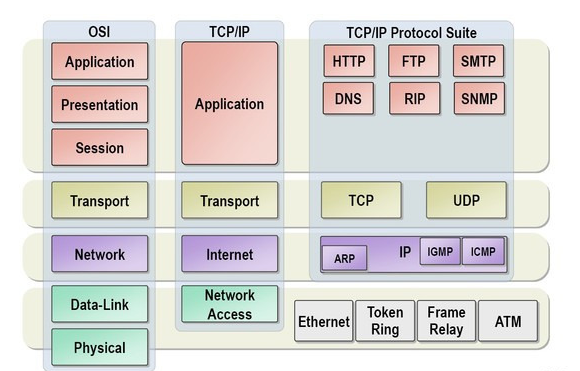 OSI
TCP/IP
TCP/IP Protocol Suite
Application
Presentation
Session
Application
HTTP
FTP
SMTP
DNS
RIP
SNMP
Transport
Transport
TCP
UDP
Network
Internet
ARP
IP
IGMP
ICMP
Data-Link
Physical
Network
Access
Ethernet
Token
Ring
Frame
Relay
ATM